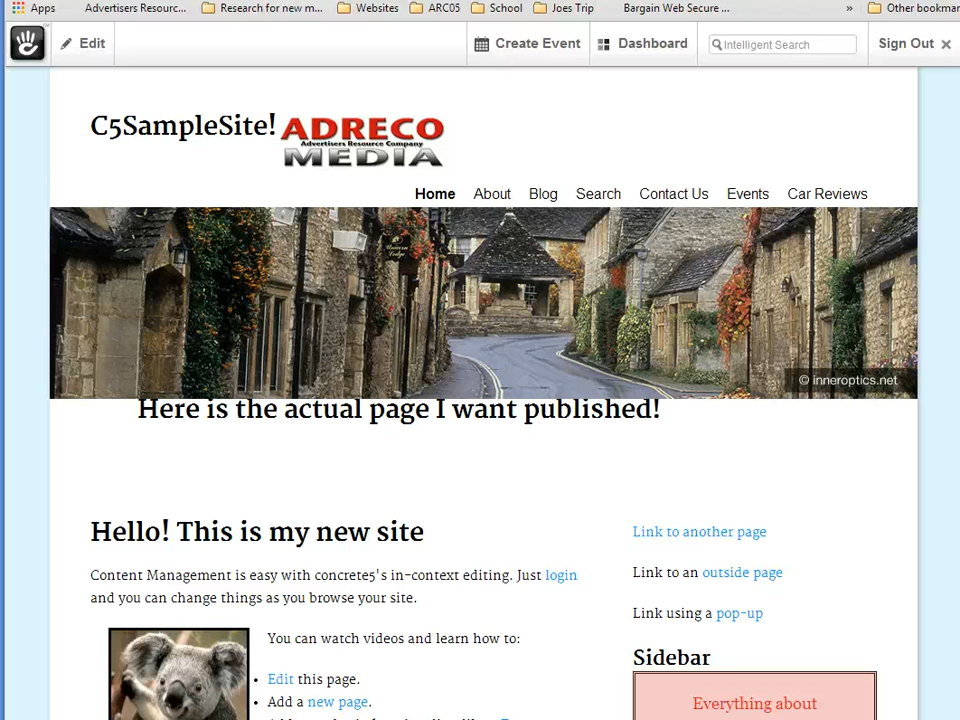 Apps Advertisers Resourc... Research for new m... Websites ARC05 School Joes Trip Bargain Web Secure ... » Other bookmar
Edit Create Event Dashboard Intelligent Search Sign Out
C5SampleSite! ADRECO
Advertisers Resource Company
MEDIA
Home About Blog Search Contact Us Events Car Reviews
© inneroptics.net
Here is the actual page I want published!
Hello! This is my new site
Link to another page
Content Management is easy with concrete5's in-context editing. Just login
and you can change things as you browse your site.
Link to an outside page
Link using a pop-up
You can watch videos and learn how to:
Sidebar
• Edit this page.
• Add a new page.
Everything about